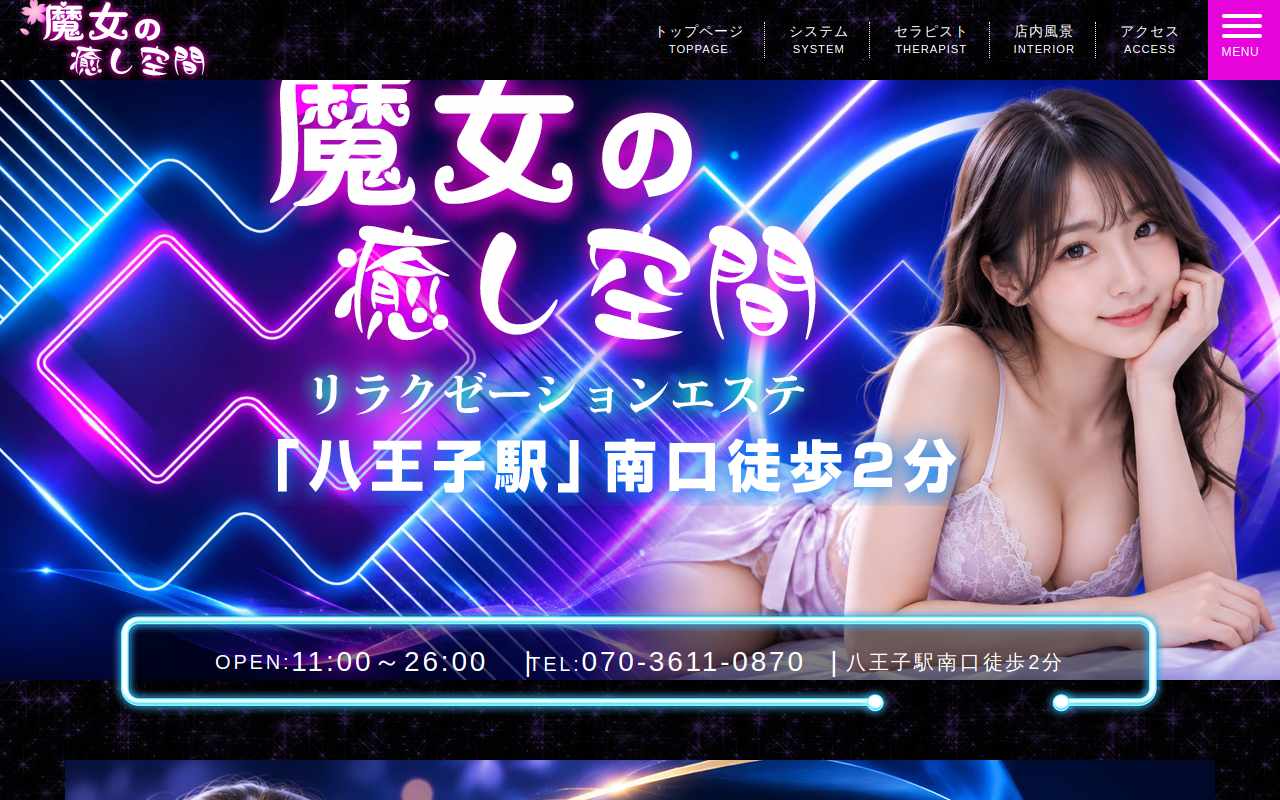 魔女の
癒し空間
トップページ
TOPPAGE
システム
SYSTEM
セラピスト
THERAPIST
店内風景
INTERIOR
アクセス
ACCESS
MENU
魔女の
癒し空間
リラクゼーションエステ
「八王子駅」南口徒歩2分
OPEN:11:00～26:00 | TEL:070-3611-0870 | 八王子駅南口徒歩2分